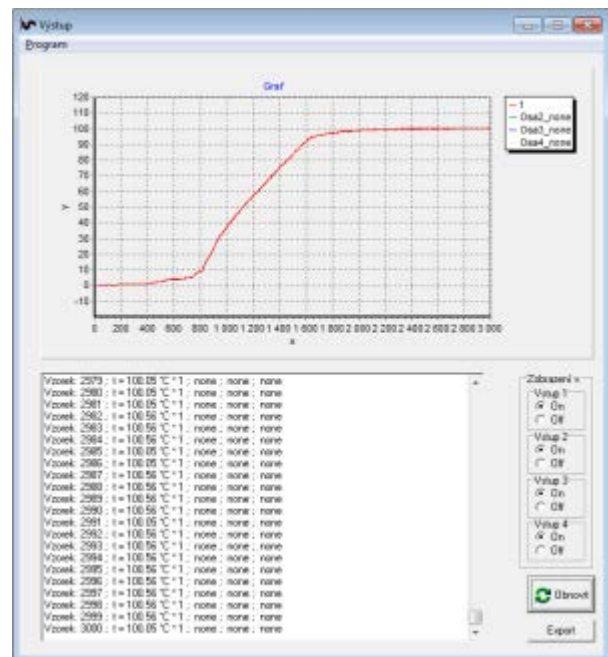 Výstup
Program
Graf
120
110
100
90
80
70
60
50
40
30
20
10
0
-10
Y
0 200 400 600 800 1 000 1 200 1 400 1 600 1 800 2 000 2 200 2 400 2 600 2 800 3 000
x
t
Osa2_none
Osa3_none
Osa4_none
Vzorek: 2979 ; t = 100.05 °C * 1 ; none ; none ; none
Vzorek: 2980 ; t = 100.56 °C * 1 ; none ; none ; none
Vzorek: 2981 ; t = 100.05 °C * 1 ; none ; none ; none
Vzorek: 2982 ; t = 100.56 °C * 1 ; none ; none ; none
Vzorek: 2983 ; t = 100.56 °C * 1 ; none ; none ; none
Vzorek: 2984 ; t = 100.05 °C * 1 ; none ; none ; none
Vzorek: 2985 ; t = 100.05 °C * 1 ; none ; none ; none
Vzorek: 2986 ; t = 100.05 °C * 1 ; none ; none ; none
Vzorek: 2987 ; t = 100.56 °C * 1 ; none ; none ; none
Vzorek: 2988 ; t = 100.56 °C * 1 ; none ; none ; none
Vzorek: 2989 ; t = 100.56 °C * 1 ; none ; none ; none
Vzorek: 2990 ; t = 100.56 °C * 1 ; none ; none ; none
Vzorek: 2991 ; t = 100.05 °C * 1 ; none ; none ; none
Vzorek: 2992 ; t = 100.56 °C * 1 ; none ; none ; none
Vzorek: 2993 ; t = 100.56 °C * 1 ; none ; none ; none
Vzorek: 2994 ; t = 100.56 °C * 1 ; none ; none ; none
Vzorek: 2995 ; t = 100.56 °C * 1 ; none ; none ; none
Vzorek: 2996 ; t = 100.56 °C * 1 ; none ; none ; none
Vzorek: 2997 ; t = 100.56 °C * 1 ; none ; none ; none
Vzorek: 2998 ; t = 100.56 °C * 1 ; none ; none ; none
Vzorek: 2999 ; t = 100.56 °C * 1 ; none ; none ; none
Vzorek: 3000 ; t = 100.05 °C * 1 ; none ; none ; none
Zobrazení
Vstup 1
On
Off
Vstup 2
On
Off
Vstup 3
On
Off
Vstup 4
On
Off
Obnovit
Export